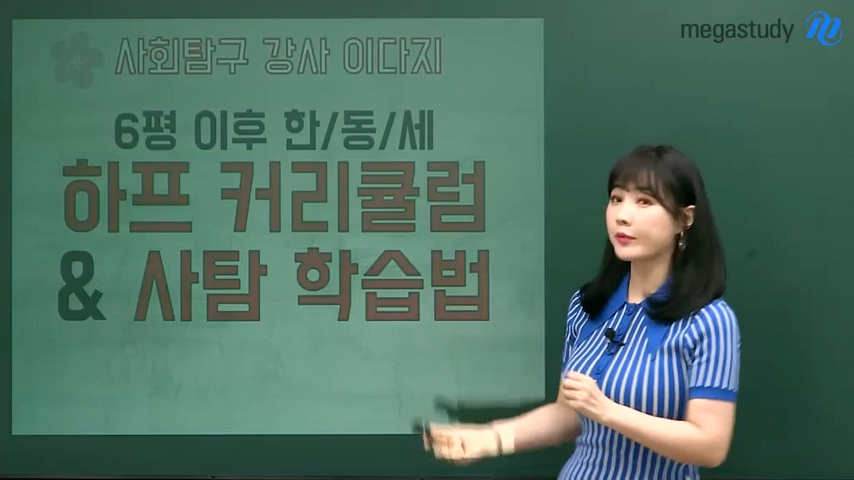 megastudy
사회탐구 강사 이다지
6평 이후 한/동/세
하프 커리큘럼
& 사탐 학습법